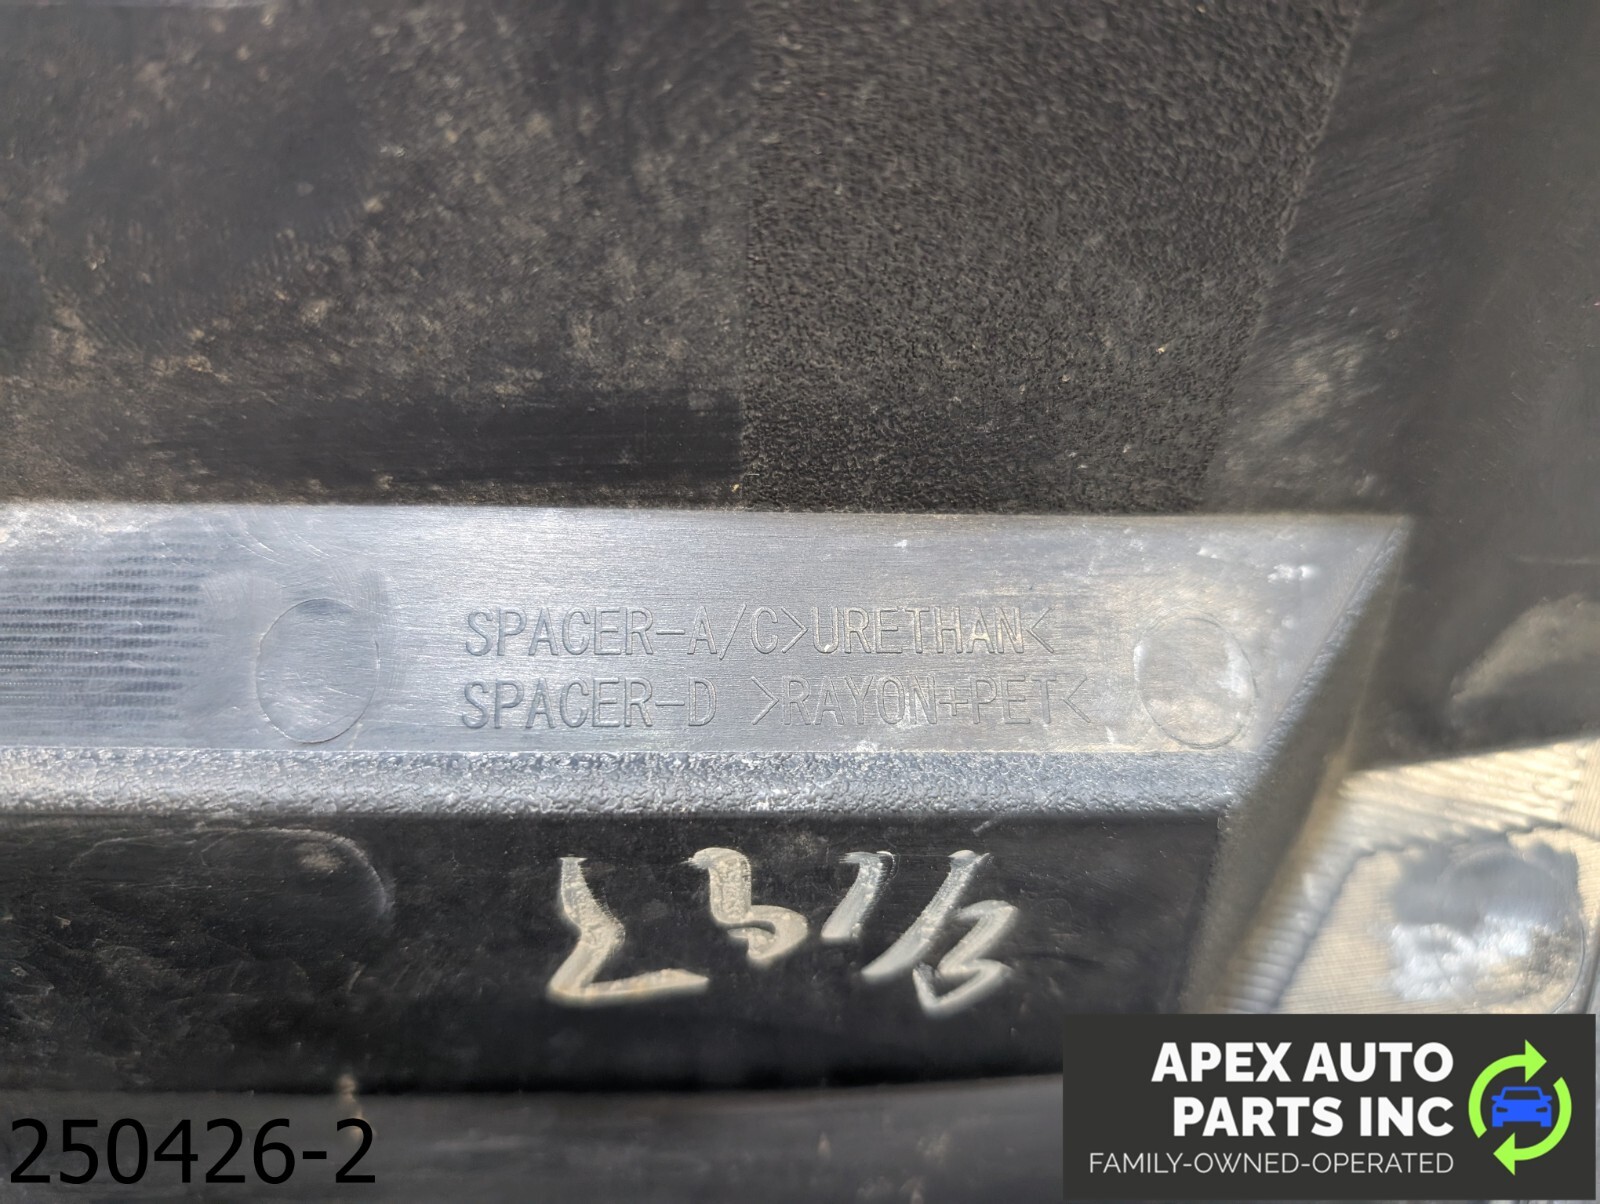 SPACER-A/C>URETHAN<
SPACER-D >RAYON+PET<
250426-2
APEX AUTO
PARTS INC
FAMILY-OWNED-OPERATED